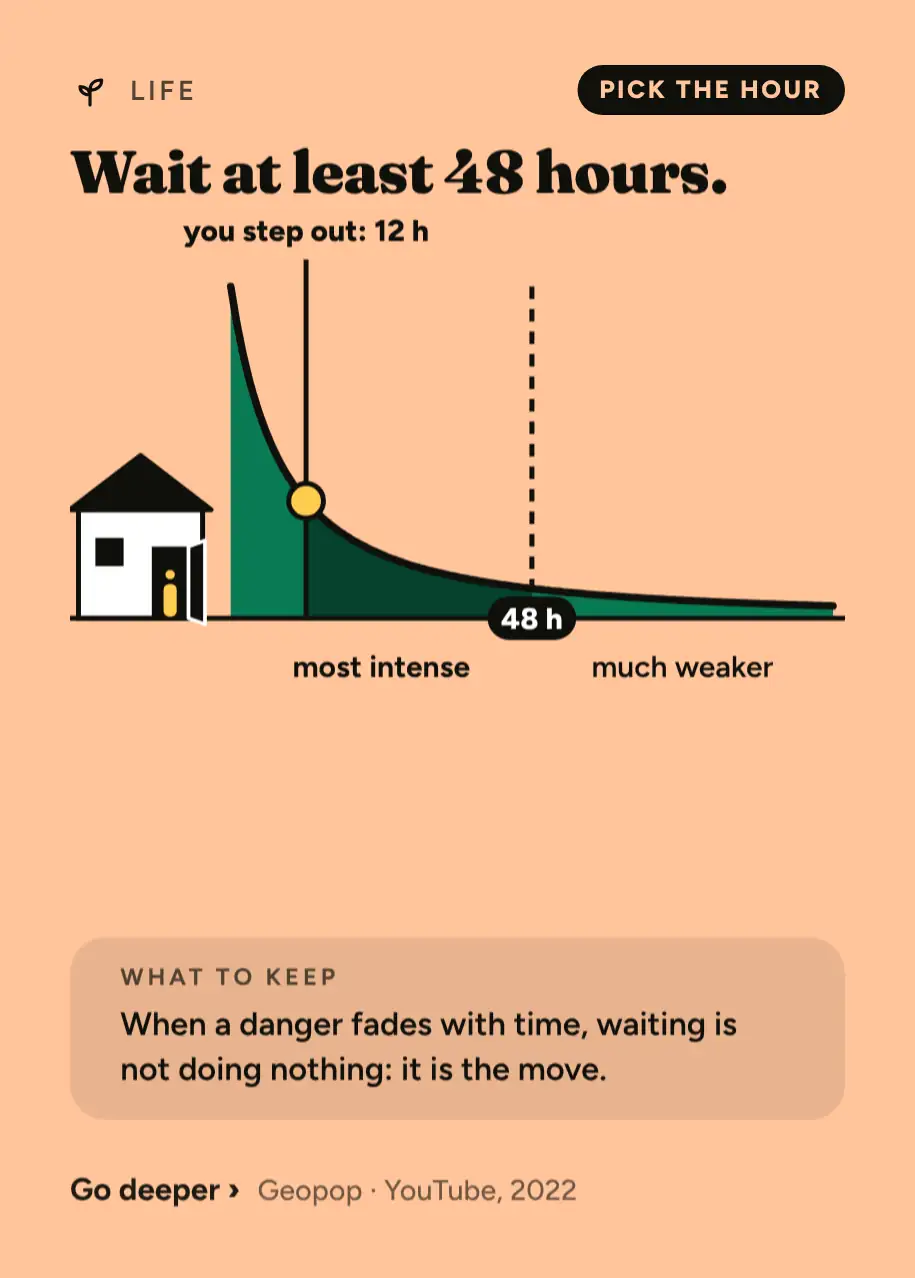 LIFE
PICK THE HOUR
Wait at least 48 hours.
you step out: 12 h
48 h
most intense
much weaker
WHAT TO KEEP
When a danger fades with time, waiting is
not doing nothing: it is the move.
Go deeper › Geopop · YouTube, 2022